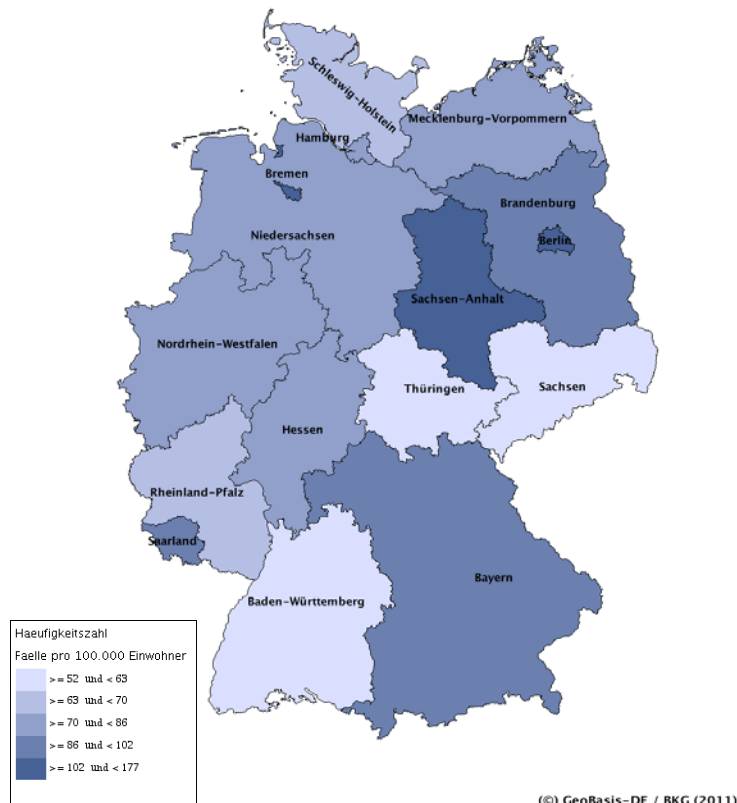 Schleswig-Holstein
Mecklenburg-Vorpommern
Hamburg
Bremen
Brandenburg
Niedersachsen
Berlin
Sachsen-Anhalt
Nordrhein-Westfalen
Thüringen
Sachsen
Hessen
Rheinland-Pfalz
Saarland
Bayern
Baden-Württemberg
Haeufigkeitszahl
Faelle pro 100.000 Einwohner
>= 52 und < 63
>= 63 und < 70
>= 70 und < 86
>= 86 und < 102
>= 102 und < 177
(©) GeoBasis-DE / BKG (2011)